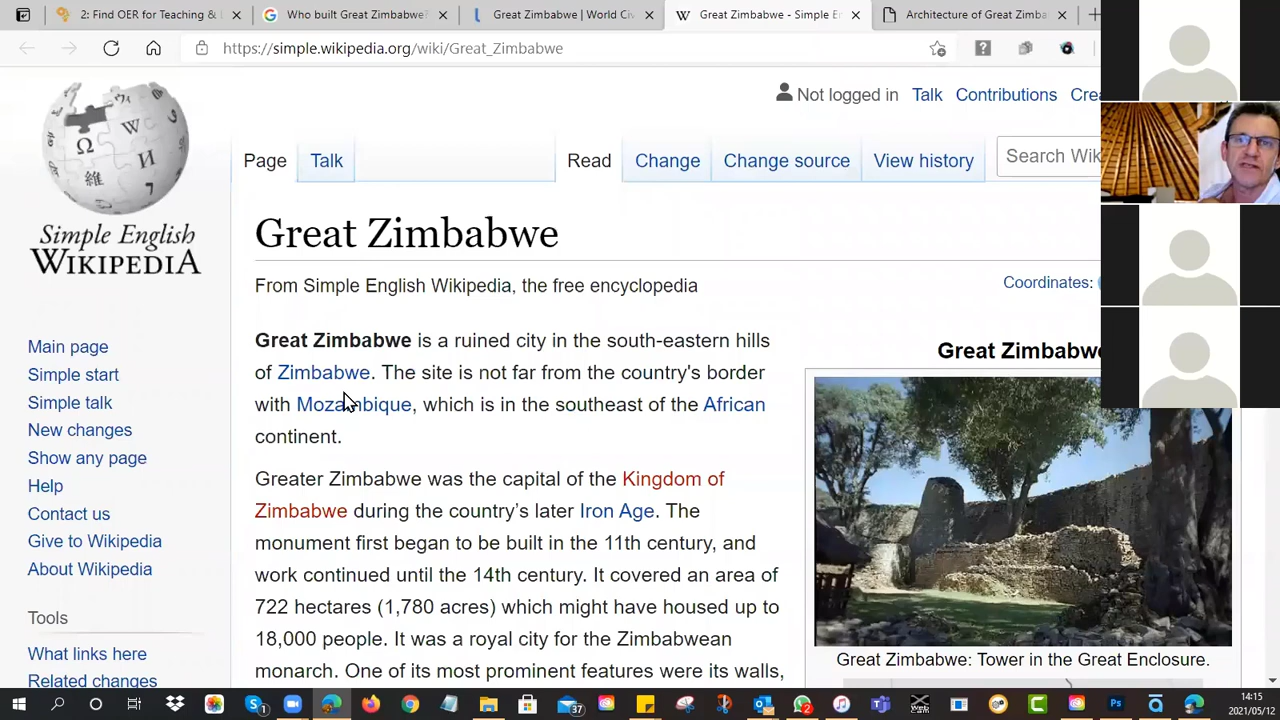 2: Find OER for Teaching &
Who built Great Zimbabwe?
Great Zimbabwe | World Civ
Great Zimbabwe - Simple E
Architecture of Great Zimba
https://simple.wikipedia.org/wiki/Great_Zimbabwe
Not logged in Talk Contributions Crea
Page Talk Read Change Change source View history Search Wik
Simple English
WIKIPEDIA
Great Zimbabwe
From Simple English Wikipedia, the free encyclopedia
Coordinates:
Great Zimbabwe is a ruined city in the south-eastern hills
of Zimbabwe. The site is not far from the country's border
with Mozambique, which is in the southeast of the African
continent.
Greater Zimbabwe was the capital of the Kingdom of
Zimbabwe during the country’s later Iron Age. The
monument first began to be built in the 11th century, and
work continued until the 14th century. It covered an area of
722 hectares (1,780 acres) which might have housed up to
18,000 people. It was a royal city for the Zimbabwean
monarch. One of its most prominent features were its walls,
Great Zimbabwe
Great Zimbabwe: Tower in the Great Enclosure.
Main page
Simple start
Simple talk
New changes
Show any page
Help
Contact us
Give to Wikipedia
About Wikipedia
Tools
What links here
Related changes
1
37
2
14:15
2021/05/12